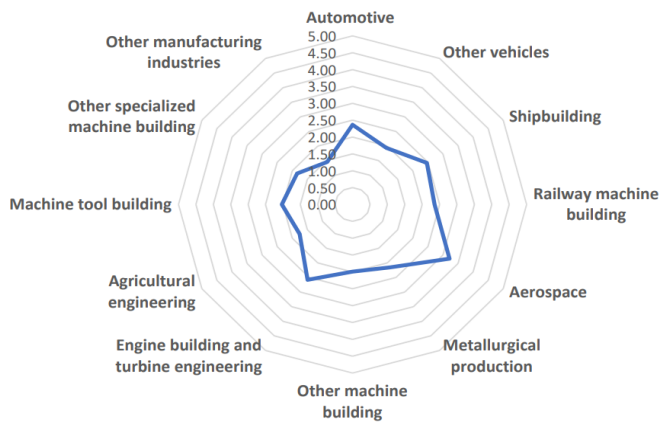 Automotive
5.00
4.50
4.00
3.50
3.00
2.50
2.00
1.50
1.00
0.50
0.00
Other vehicles
Shipbuilding
Railway machine
building
Aerospace
Metallurgical
production
Other machine
building
Engine building and
turbine engineering
Agricultural
engineering
Machine tool building
Other specialized
machine building
Other manufacturing
industries